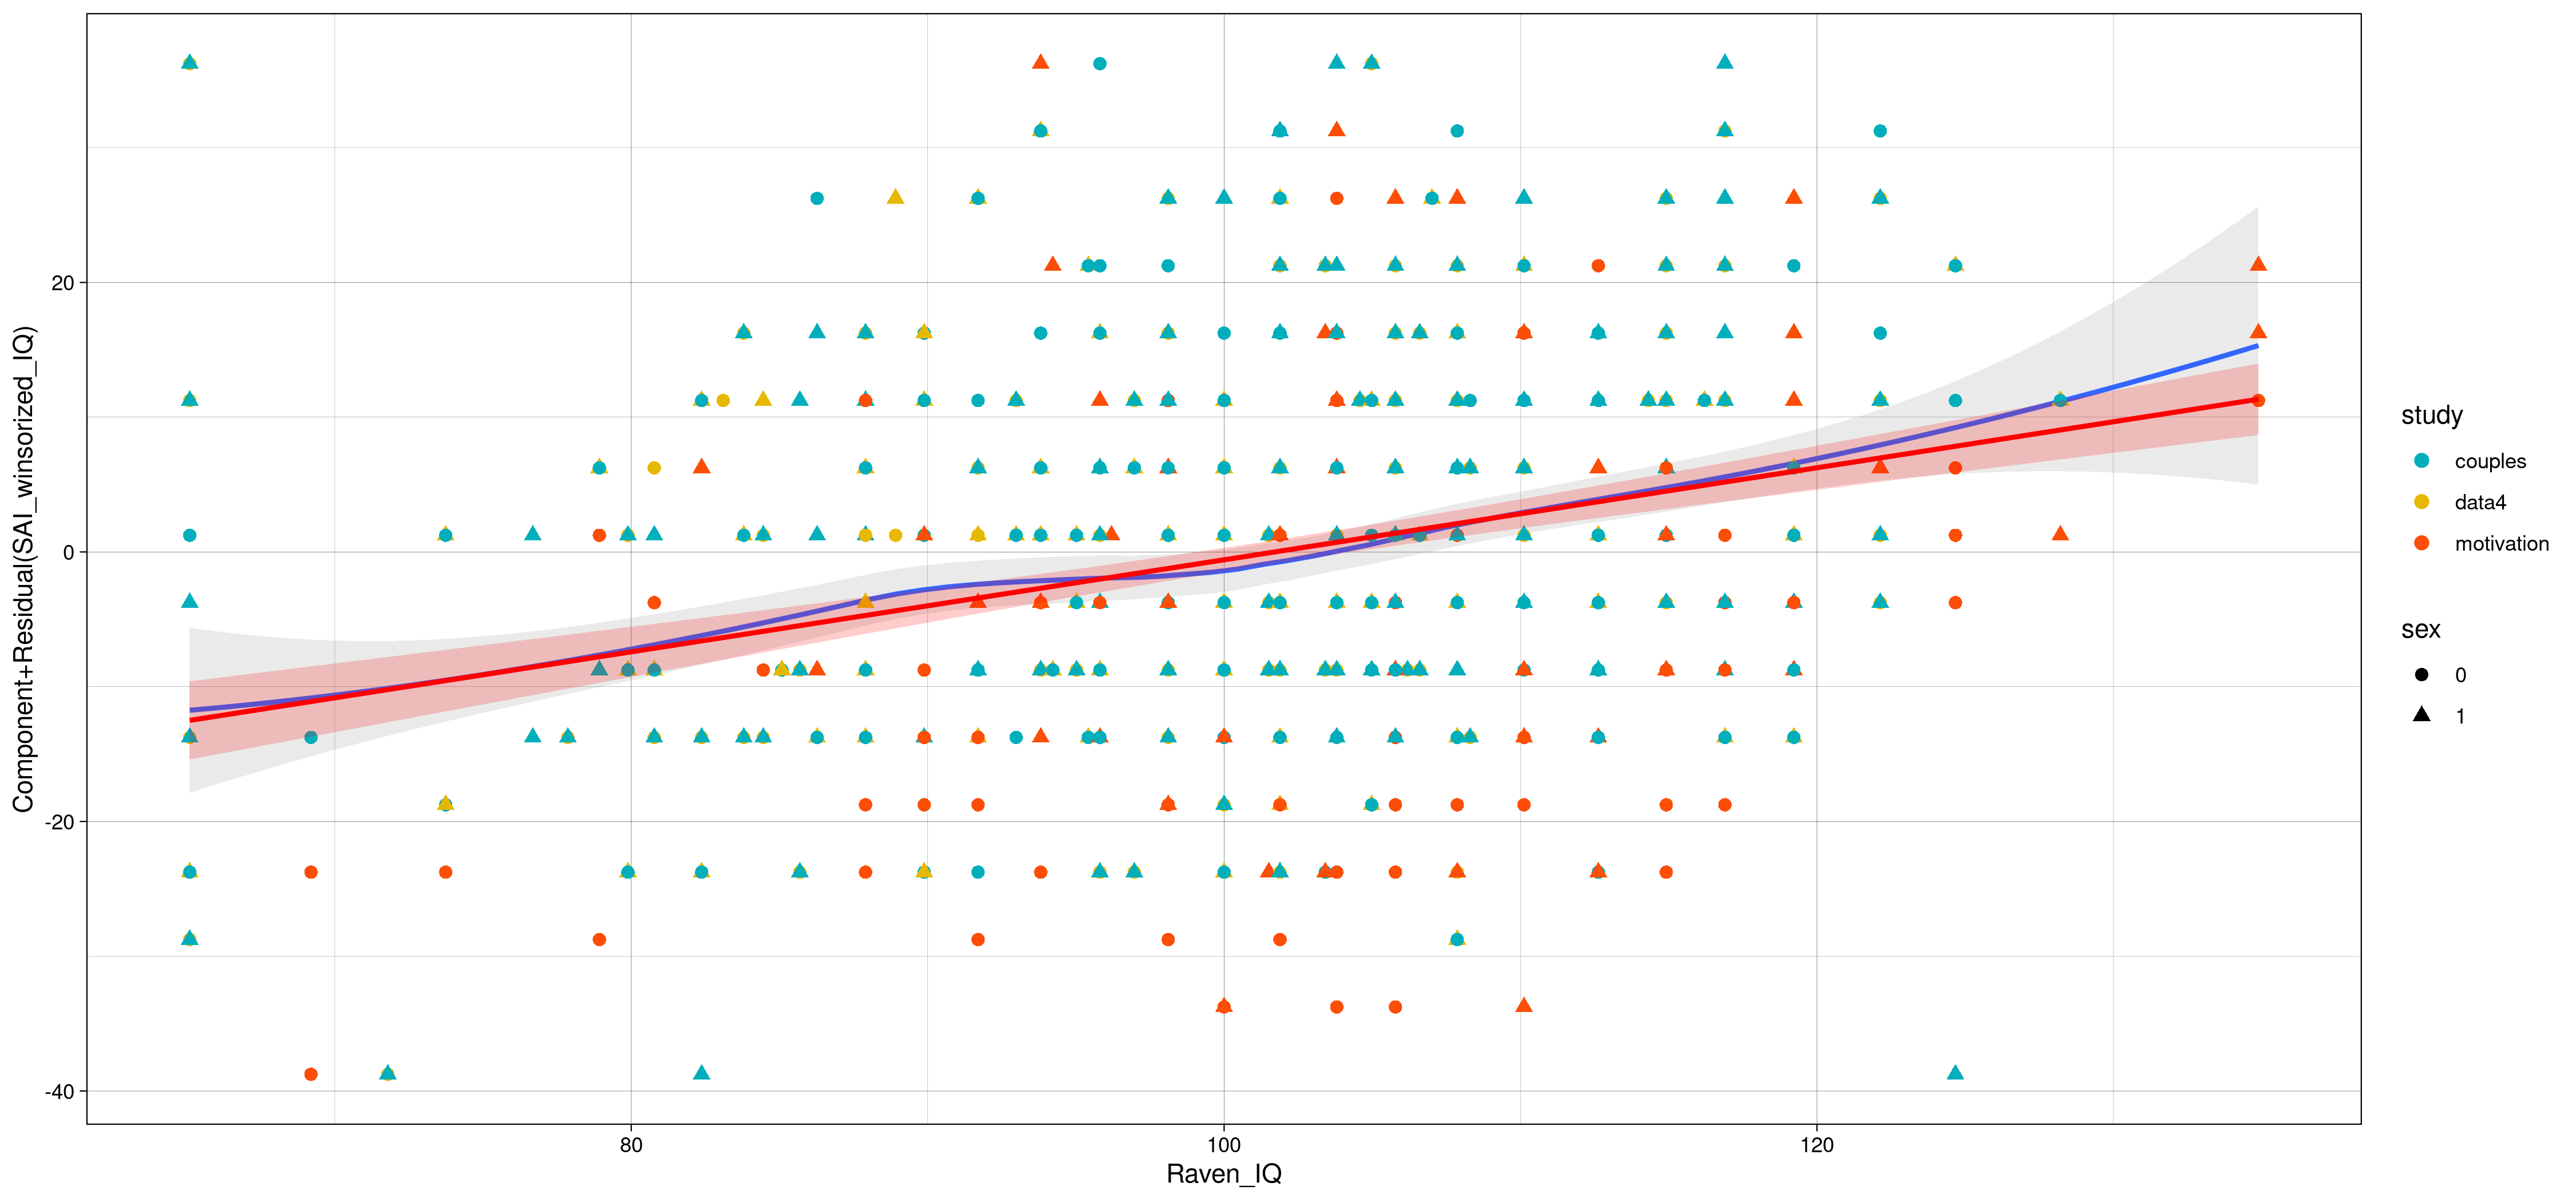 Component+Residual(SAI_winsorized_IQ)
20
0
-20
-40
80
100
120
Raven_IQ
study
couples
data4
motivation
sex
0
1